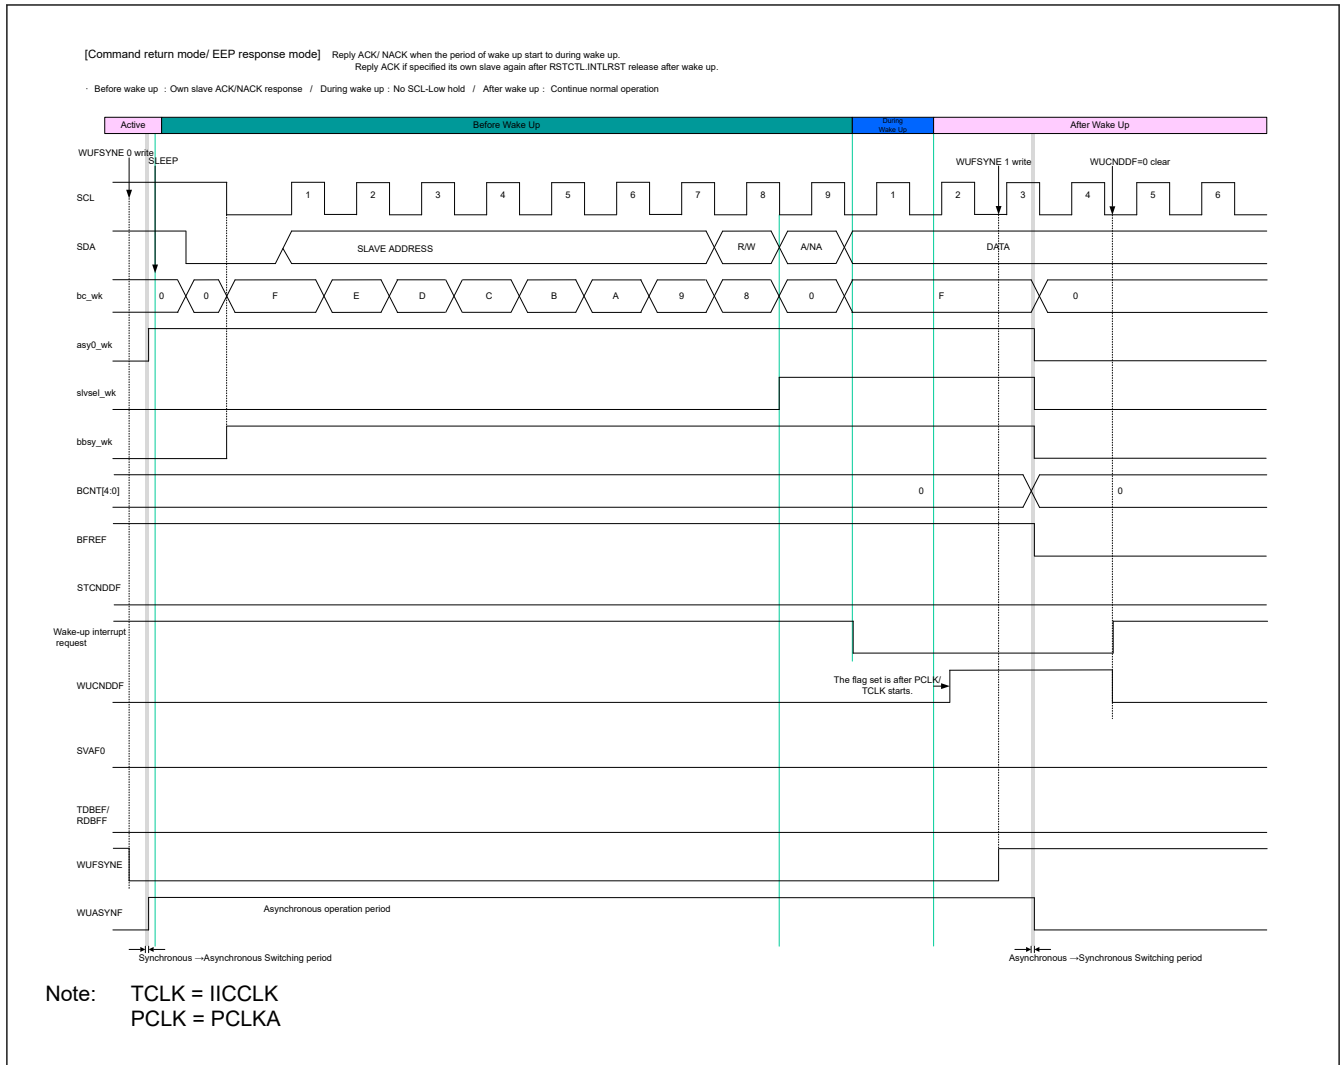 [Command return mode/ EEP response mode] Reply ACK/ NACK when the period of wake up start to during wake up.
Reply ACK if specified its own slave again after RSTCTL.INTLRST release after wake up.
· Before wake up : Own slave ACK/NACK response / During wake up : No SCL-Low hold / After wake up : Continue normal operation
Active Before Wake Up During Wake Up After Wake Up
WUFSYNE 0 write SLEEP WUFSYNE 1 write WUCNDDF=0 clear
SCL 1 2 3 4 5 6 7 8 9 1 2 3 4 5 6
SDA SLAVE ADDRESS R/W A/NA DATA
bc_wk 0 0 F E D C B A 9 8 0 F 0
asy0_wk
slvsel_wk
bbsy_wk
BCNT[4:0] 0 0
BFREF
STCNDDF
Wake-up interrupt
request
WUCNDDF The flag set is after PCLK/
TCLK starts.
SVAF0
TDBEF/
RDBFF
WUFSYNE
WUASYNF Asynchronous operation period
Synchronous →Asynchronous Switching period Asynchronous →Synchronous Switching period
Note: TCLK = IICCLK
PCLK = PCLKA